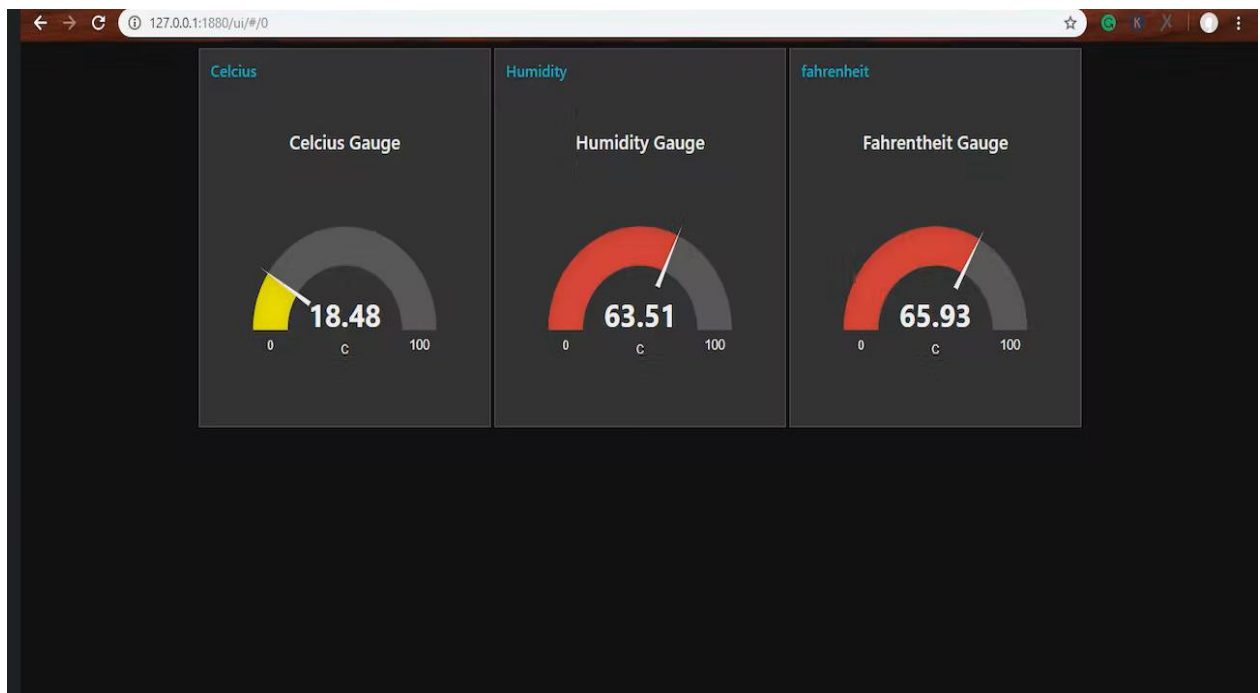 127.0.0.1:1880/ui/#/0
Celcius
Humidity
fahrenheit
Celcius Gauge
Humidity Gauge
Fahrentheit Gauge
18.48
63.51
65.93
0
C
100
0
C
100
0
C
100